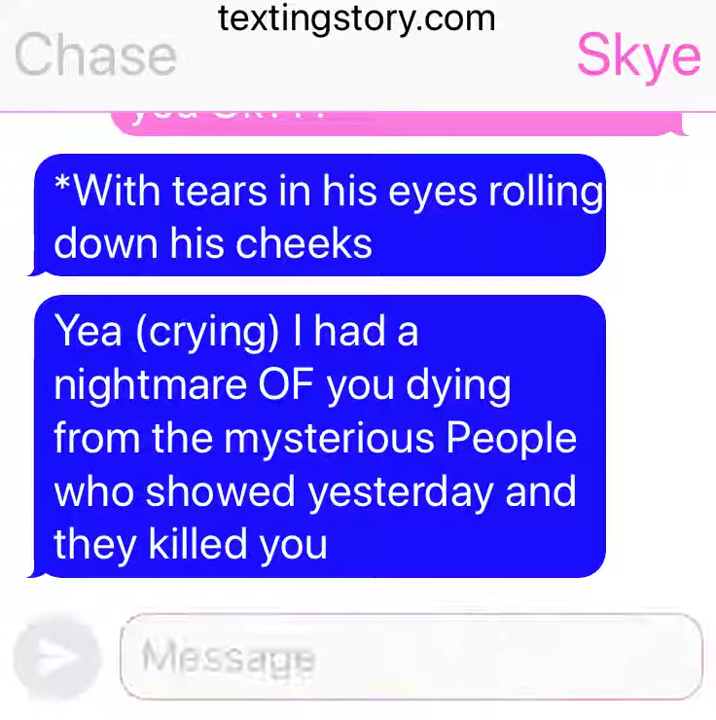 textingstory.com
Chase
Skye
*With tears in his eyes rolling
down his cheeks
Yea (crying) I had a
nightmare OF you dying
from the mysterious People
who showed yesterday and
they killed you
Message